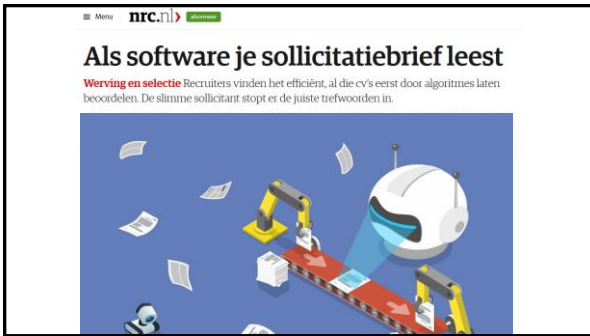 Menu nrc.nl> abonneer
Als software je sollicitatiebrief leest
Werving en selectie Recruiters vinden het efficiënt, al die cv's eerst door algoritmes laten
beoordelen. De slimme sollicitant stopt er de juiste trefwoorden in.